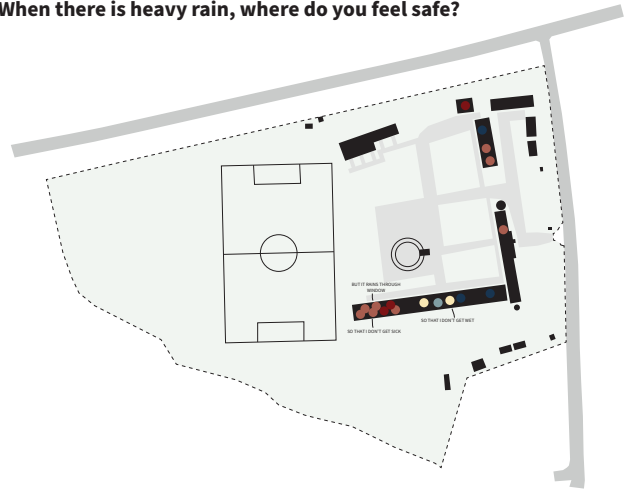 When there is heavy rain, where do you feel safe?
BUT IT RAINS THROUGH
WINDOW
SO THAT I DON'T GET SICK
SO THAT I DON'T GET WET